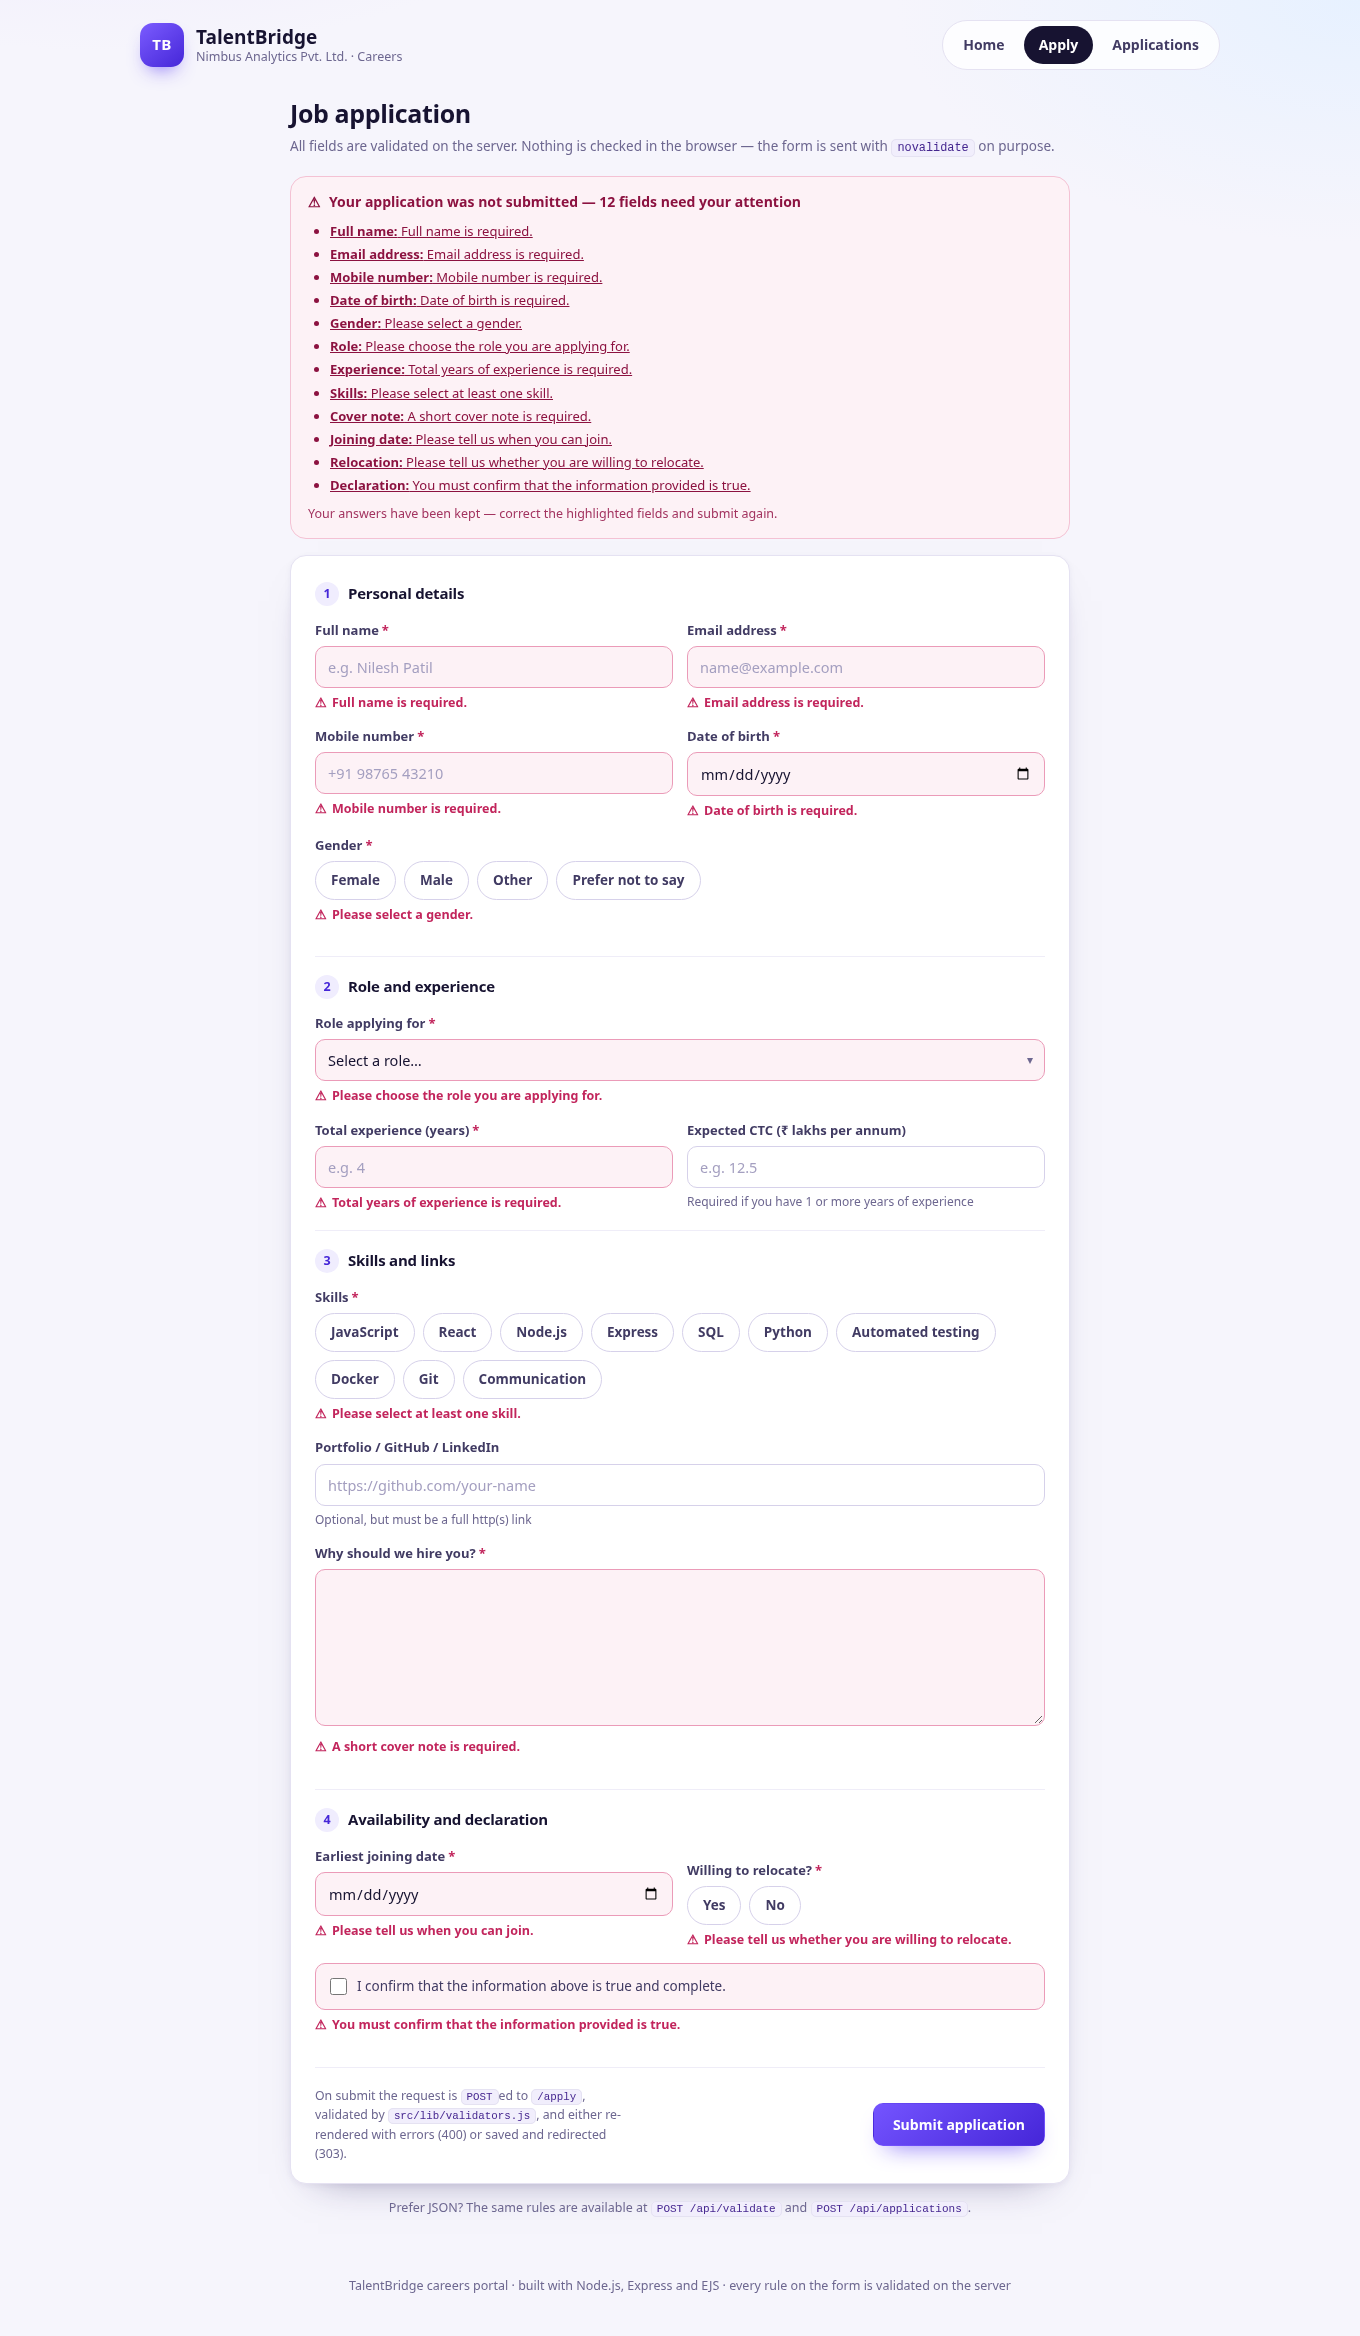 TB
TalentBridge
Nimbus Analytics Pvt. Ltd. · Careers
Home
Apply
Applications
Job application
All fields are validated on the server. Nothing is checked in the browser — the form is sent with novalidate on purpose.
⚠ Your application was not submitted — 12 fields need your attention
• Full name: Full name is required.
• Email address: Email address is required.
• Mobile number: Mobile number is required.
• Date of birth: Date of birth is required.
• Gender: Please select a gender.
• Role: Please choose the role you are applying for.
• Experience: Total years of experience is required.
• Skills: Please select at least one skill.
• Cover note: A short cover note is required.
• Joining date: Please tell us when you can join.
• Relocation: Please tell us whether you are willing to relocate.
• Declaration: You must confirm that the information provided is true.
Your answers have been kept — correct the highlighted fields and submit again.
1 Personal details
Full name *
e.g. Nilesh Patil
⚠ Full name is required.
Email address *
name@example.com
⚠ Email address is required.
Mobile number *
+91 98765 43210
⚠ Mobile number is required.
Date of birth *
mm/dd/yyyy
⚠ Date of birth is required.
Gender *
Female
Male
Other
Prefer not to say
⚠ Please select a gender.
2 Role and experience
Role applying for *
Select a role…
▾
⚠ Please choose the role you are applying for.
Total experience (years) *
e.g. 4
⚠ Total years of experience is required.
Expected CTC (₹ lakhs per annum)
e.g. 12.5
Required if you have 1 or more years of experience
3 Skills and links
Skills *
JavaScript
React
Node.js
Express
SQL
Python
Automated testing
Docker
Git
Communication
⚠ Please select at least one skill.
Portfolio / GitHub / LinkedIn
https://github.com/your-name
Optional, but must be a full http(s) link
Why should we hire you? *
⚠ A short cover note is required.
4 Availability and declaration
Earliest joining date *
mm/dd/yyyy
⚠ Please tell us when you can join.
Willing to relocate? *
Yes
No
⚠ Please tell us whether you are willing to relocate.
I confirm that the information above is true and complete.
⚠ You must confirm that the information provided is true.
On submit the request is POSTed to /apply,
validated by src/lib/validators.js, and either re-
rendered with errors (400) or saved and redirected
(303).
Submit application
Prefer JSON? The same rules are available at POST /api/validate and POST /api/applications.
TalentBridge careers portal · built with Node.js, Express and EJS · every rule on the form is validated on the server